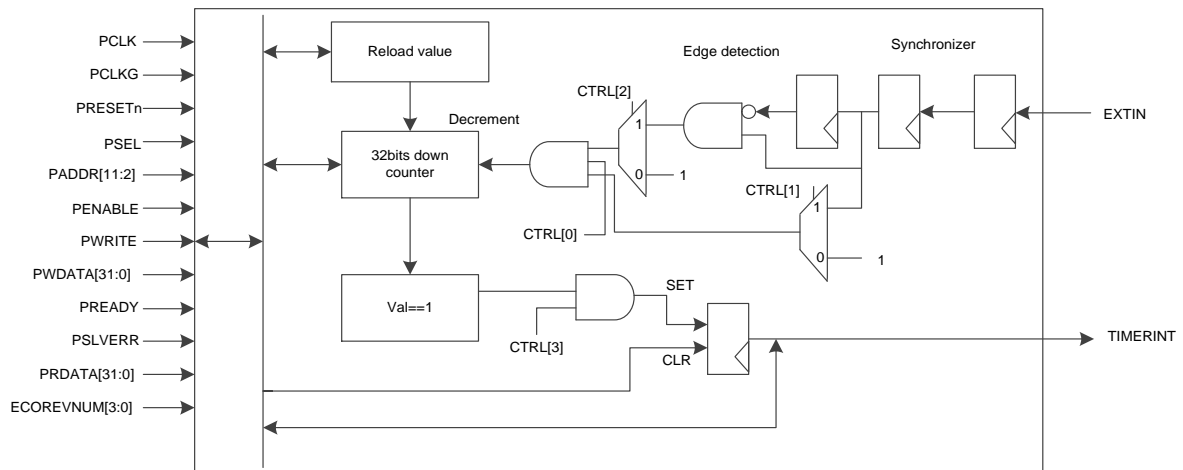 PCLK
PCLKG
PRESETn
PSEL
PADDR[11:2]
PENABLE
PWRITE
PWDATA[31:0]
PREADY
PSLVERR
PRDATA[31:0]
ECOREVNUM[3:0]
Reload value
Edge detection
Synchronizer
CTRL[2]
EXTIN
Decrement
1
32bits down
counter
0
1
CTRL[1]
1
CTRL[0]
0
1
Val==1
SET
CTRL[3]
CLR
TIMERINT